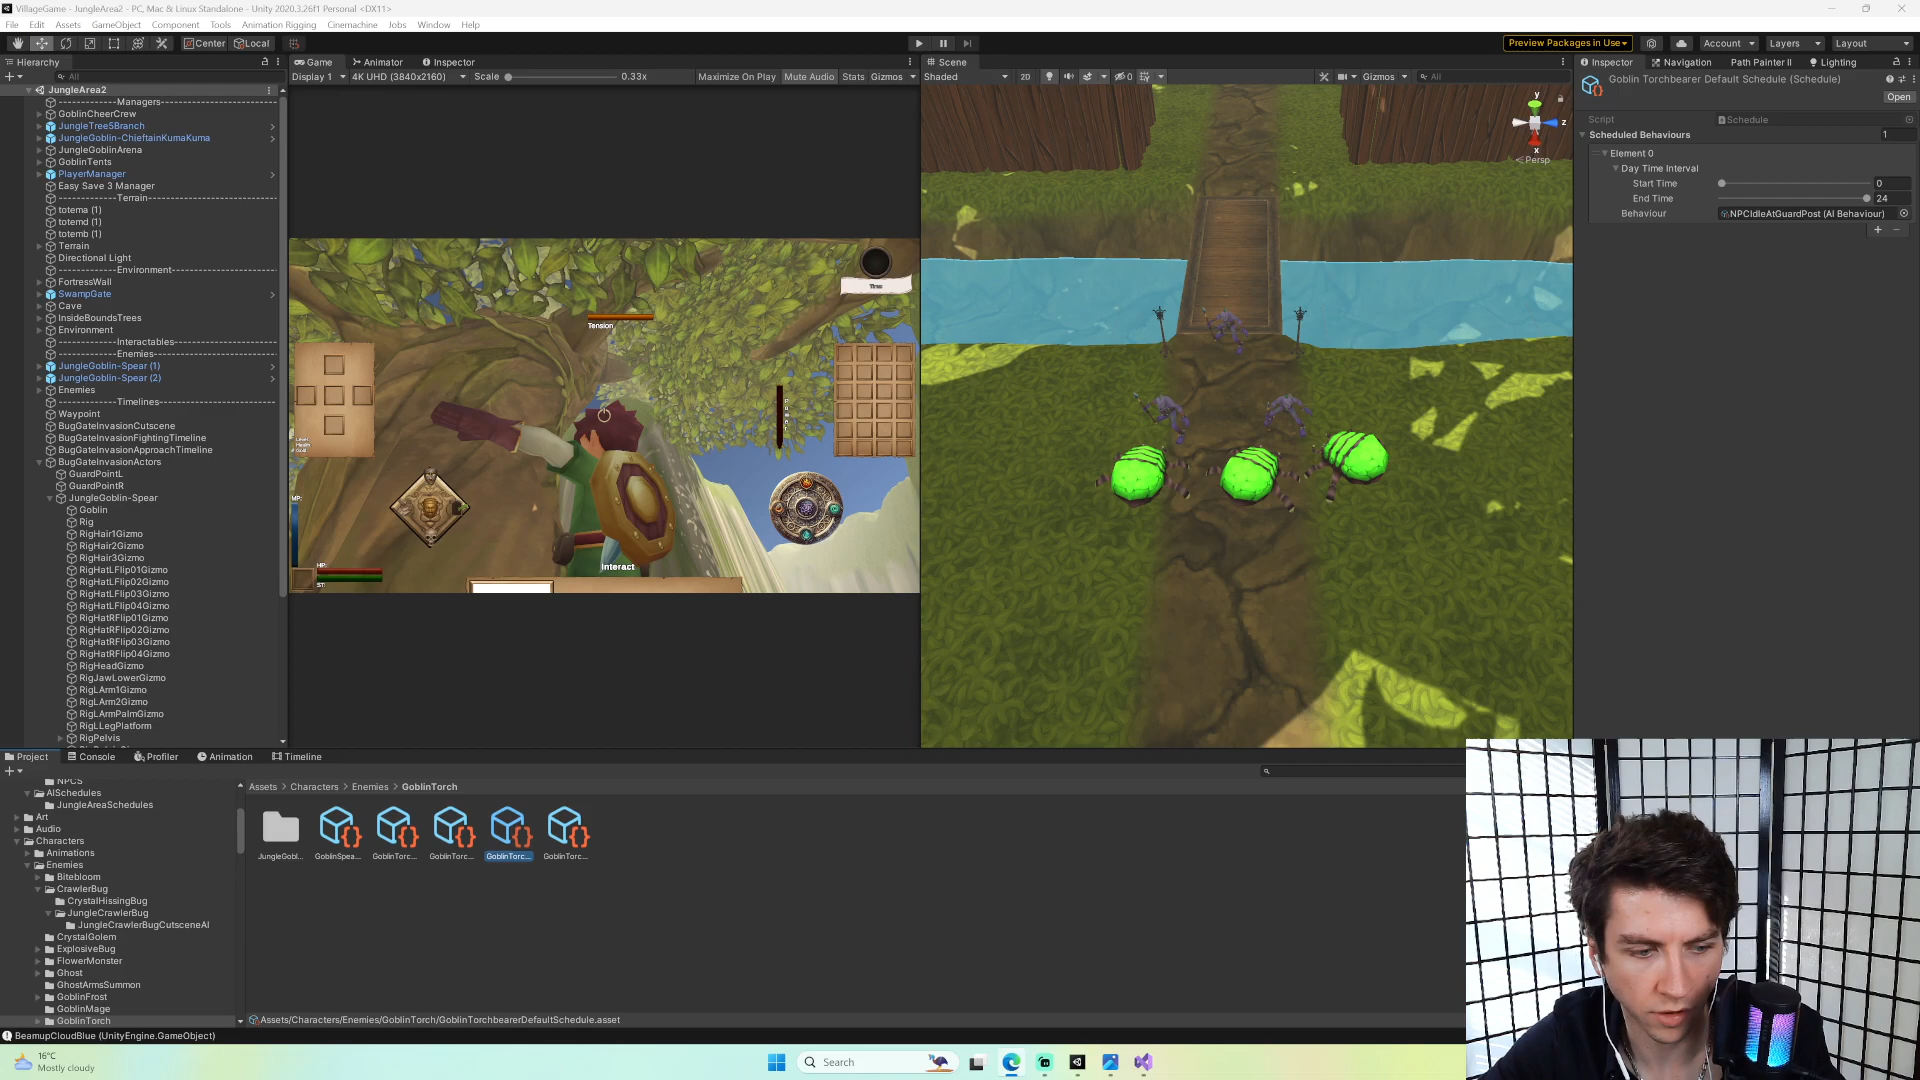 VillageGame - JungleArea2 - PC, Mac & Linux Standalone - Unity 2020.3.26f1 Personal <DX11>
File Edit Assets GameObject Component Tools Animation Rigging Cinemachine Jobs Window Help
Center Local
Preview Packages in Use Account Layers Layout
Hierarchy
All
JungleArea2
------------Managers------------
GoblinCheerCrew
JungleTree5Branch
JungleGoblin-ChieftainKumaKuma
JungleGoblinArena
GoblinTents
PlayerManager
Easy Save 3 Manager
------------Terrain------------
totema (1)
totemd (1)
totemb (1)
Terrain
Directional Light
------------Environment------------
FortressWall
SwampGate
Cave
InsideBoundsTrees
Environment
------------Interactables------------
------------Enemies------------
JungleGoblin-Spear (1)
JungleGoblin-Spear (2)
Enemies
------------Timelines------------
Waypoint
BugGateInvasionCutscene
BugGateInvasionFightingTimeline
BugGateInvasionApproachTimeline
BugGateInvasionActors
GuardPointL
GuardPointR
JungleGoblin-Spear
Goblin
Rig
RigHair1Gizmo
RigHair2Gizmo
RigHair3Gizmo
RigHatLFlip01Gizmo
RigHatLFlip02Gizmo
RigHatLFlip03Gizmo
RigHatLFlip04Gizmo
RigHatRFlip01Gizmo
RigHatRFlip02Gizmo
RigHatRFlip03Gizmo
RigHatRFlip04Gizmo
RigHeadGizmo
RigJawLowerGizmo
RigLArm1Gizmo
RigLArm2Gizmo
RigLArmPalmGizmo
RigLLegPlatform
RigPelvis
Game Animator Inspector
Display 1 4K UHD (3840x2160) Scale 0.33x Maximize On Play Mute Audio Stats Gizmos
Time
Tension
MP:
HP:
ST:
Interact
Scene
Shaded 2D 0 Gizmos All
y
z
x
Persp
Inspector Navigation Path Painter II Lighting
Goblin Torchbearer Default Schedule (Schedule)
Open
Script Schedule
Scheduled Behaviours 1
Element 0
Day Time Interval
Start Time 0
End Time 24
Behaviour NPCIdleAtGuardPost (AI Behaviour)
Project Console Profiler Animation Timeline
NPCS
AISchedules
JungleAreaSchedules
Art
Audio
Characters
Animations
Enemies
Bitebloom
CrawlerBug
CrystalHissingBug
JungleCrawlerBug
JungleCrawlerBugCutsceneAI
CrystalGolem
ExplosiveBug
FlowerMonster
Ghost
GhostArmsSummon
GoblinFrost
GoblinMage
GoblinTorch
Assets > Characters > Enemies > GoblinTorch
JungleGobl... GoblinSpea... GoblinTorc... GoblinTorc... GoblinTorc... GoblinTorc...
Assets/Characters/Enemies/GoblinTorch/GoblinTorchbearerDefaultSchedule.asset
BeamupCloudBlue (UnityEngine.GameObject)
16°C
Mostly cloudy
Search